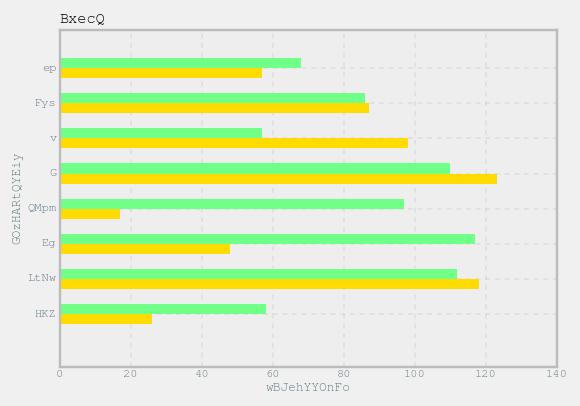 BxecQ
ep
Fys
v
G
QMpm
Eg
LtNw
HKZ
GOzHARtQYEiy
0 20 40 60 80 100 120 140
wBJehYYOnFo